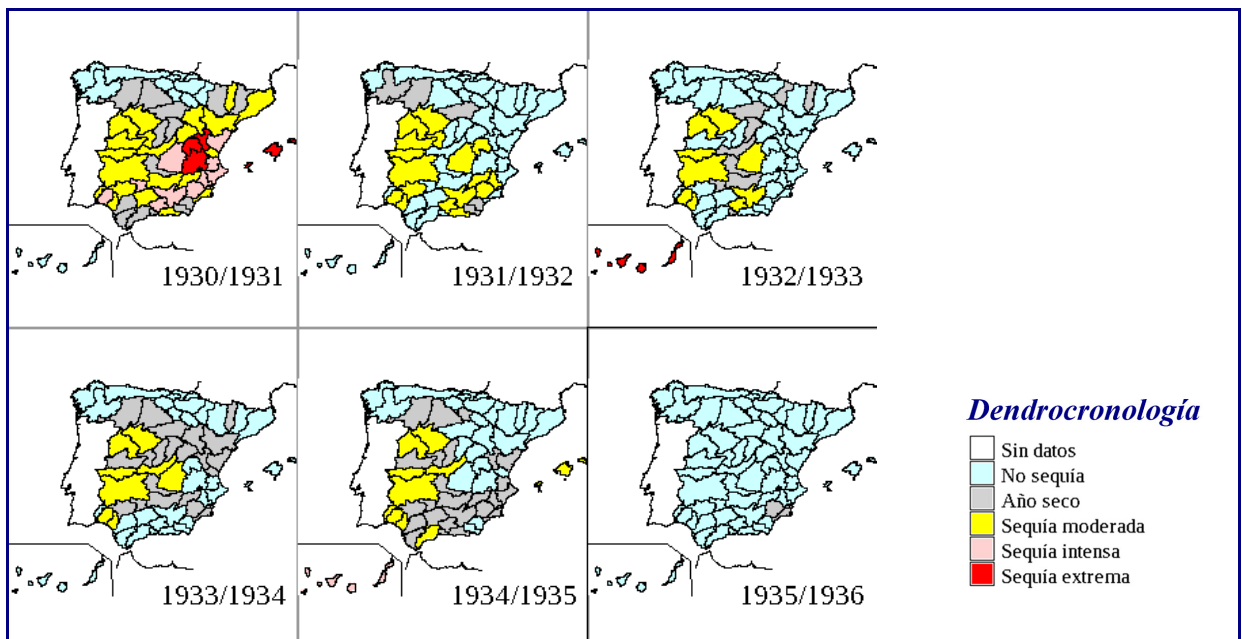 1930/1931
1931/1932
1932/1933
1933/1934
1934/1935
1935/1936
Dendrocronología
Sin datos
No sequía
Año seco
Sequía moderada
Sequía intensa
Sequía extrema